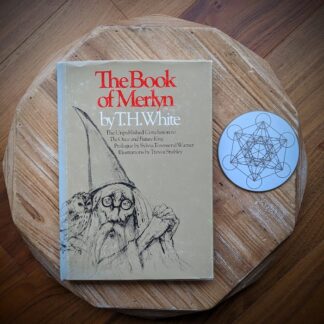 The Book
of Merlyn
by T.H. White
The Unpublished Conclusion to
The Once and Future King
Prologue by Sylvia Townsend Warner
Illustrations by Trevor Stubley